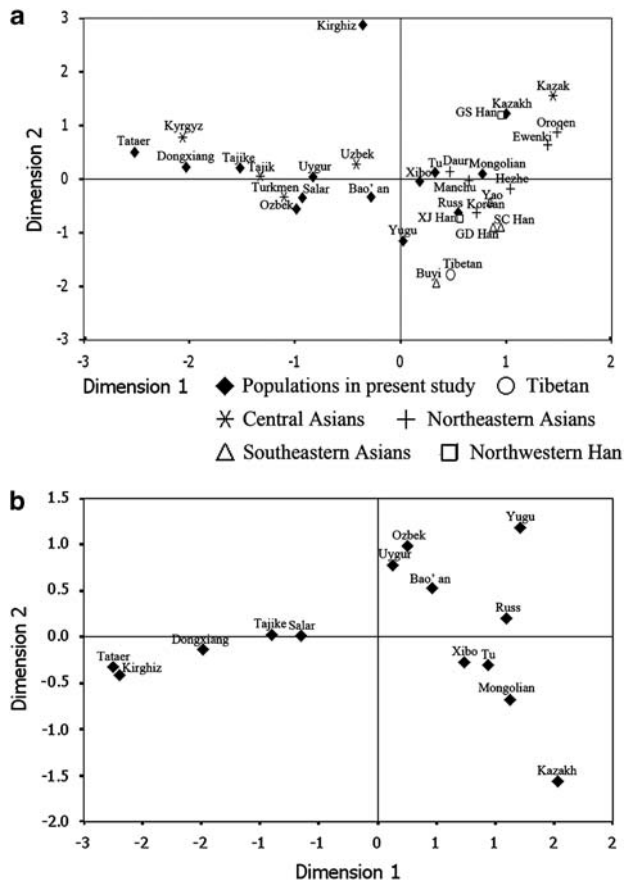 a
3
Kirghiz
2
Kazak
Kazakh
GS Han
Oroqen
1
Kyrgyz
Ewenki
Tataer
Dongxiang
Tajike
Tajik
Uygur
Uzbek
Tu
Daur
Mongolian
Xibo
0
Manchu
Hezhe
Turkmen
Salar
Bao' an
Yao
Ozbek
Russ
Korean
XJ Han
SC Han
GD Han
-1
Yugu
Tibetan
Buyi
-2
-3
Dimension 2
-3 -2 -1 0 1 2
Dimension 1
Populations in present study
Tibetan
Central Asians
Northeastern Asians
Southeastern Asians
Northwestern Han
b
1.5
Yugu
Ozbek
1.0
Uygur
Bao' an
0.5
Russ
Tajike
Salar
Dongxiang
0.0
Xibo
Tu
Tataer
Kirghiz
-0.5
Mongolian
-1.0
Kazakh
-1.5
-2.0
Dimension 2
-3 -2 -2 -1 -1 0 1 1 2 2
Dimension 1